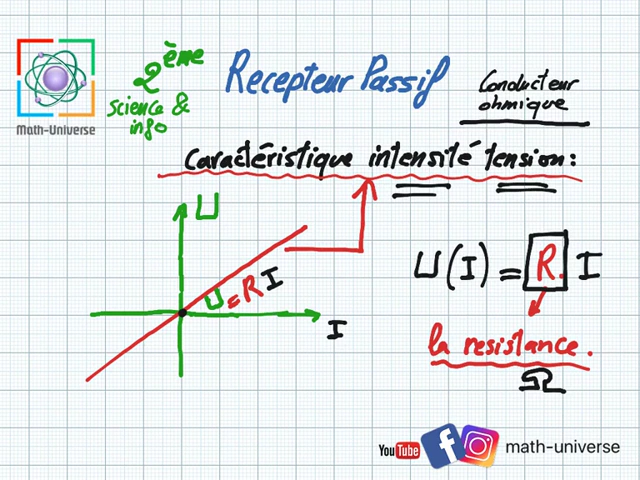 2ème
science &
info
Recepteur Passif
Conducteur
ohmique
Math-Universe
Caractéristique intensité tension:
U
U=RI
I
U(I) = R. I
la resistance.
Ω
YouTube
f
math-universe